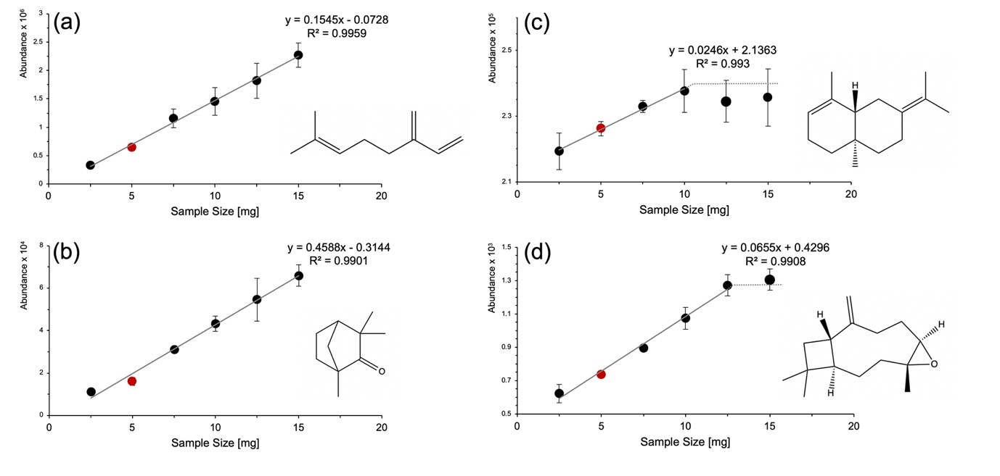 (a)
y = 0.1545x - 0.0728
R² = 0.9959
Abundance x 10⁶
3
2.5
2
1.5
1
0.5
0
0 5 10 15 20
Sample Size [mg]
(c)
y = 0.0246x + 2.1363
R² = 0.993
Abundance x 10⁵
2.5
2.3
2.1
0 5 10 15 20
Sample Size [mg]
H
(b)
y = 0.4588x - 0.3144
R² = 0.9901
Abundance x 10⁴
8
6
4
2
0
0 5 10 15 20
Sample Size [mg]
O
(d)
y = 0.0655x + 0.4296
R² = 0.9908
Abundance x 10³
1.5
1.3
1.1
0.9
0.7
0.5
0 5 10 15 20
Sample Size [mg]
H
H
O
H